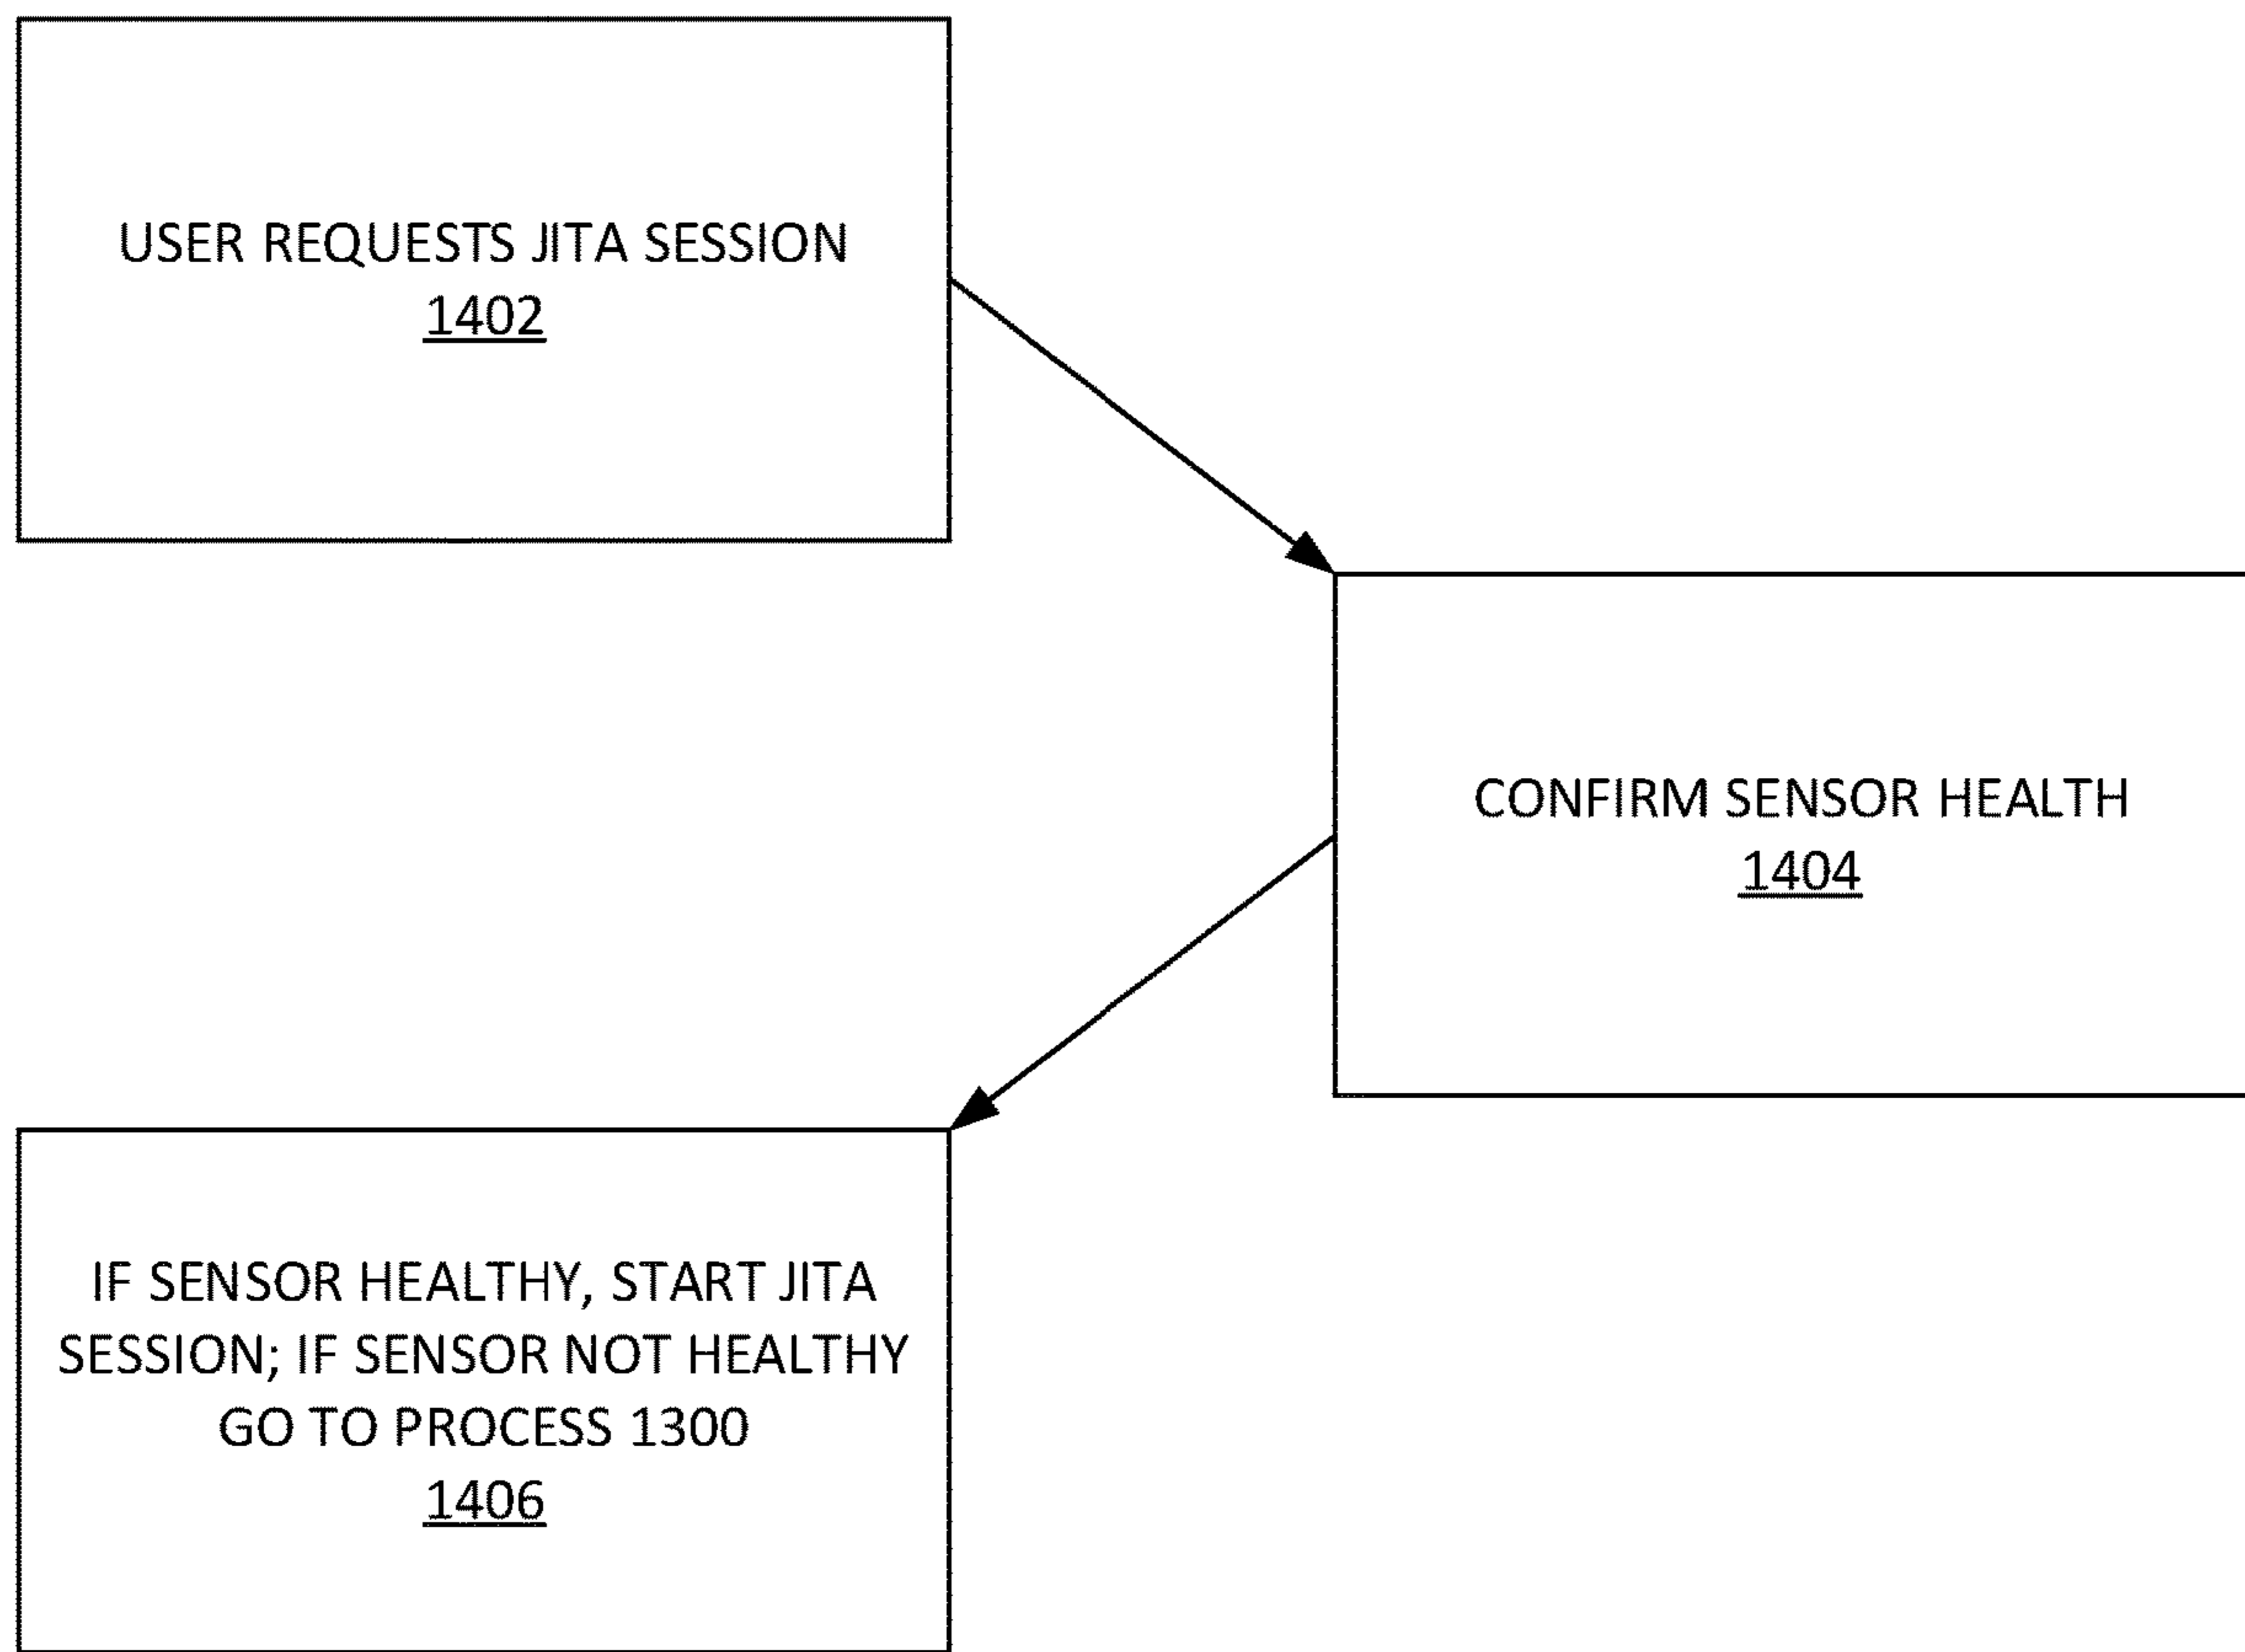 USER REQUESTS JITA SESSION
1402
CONFIRM SENSOR HEALTH
1404
IF SENSOR HEALTHY, START JITA
SESSION; IF SENSOR NOT HEALTHY
GO TO PROCESS 1300
1406